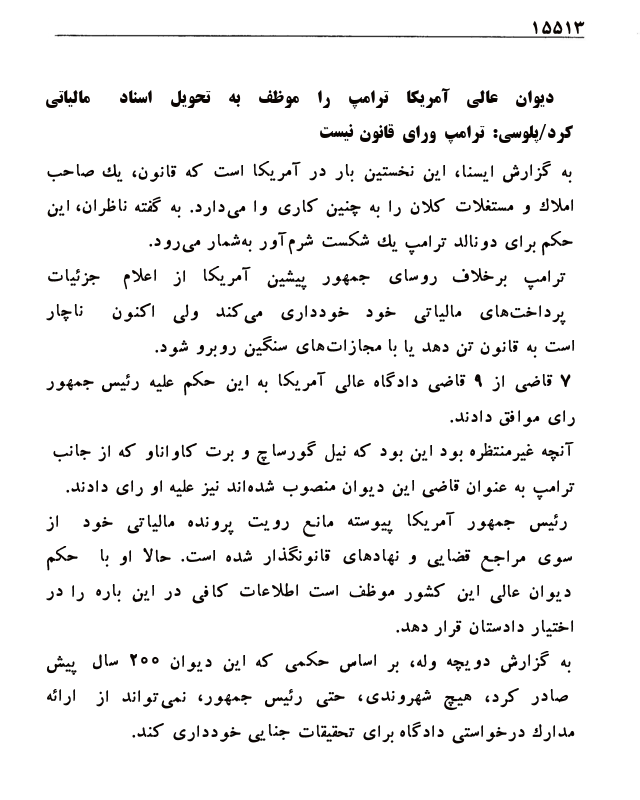 ۱۵۵۱۳
دیوان عالی آمریکا ترامپ را موظف به تحویل اسناد مالیاتی
کرد/پلوسی: ترامپ ورای قانون نیست
به گزارش ایسنا، این نخستین بار در آمریکا است که قانون، یك صاحب
املاك و مستغلات کلان را به چنین کاری وا می‌دارد. به گفته ناظران، این
حکم برای دونالد ترامپ یك شکست شرم‌آور به‌شمار می‌رود.
ترامپ برخلاف روسای جمهور پیشین آمریکا از اعلام جزئیات
پرداخت‌های مالیاتی خود خودداری می‌کند ولی اکنون ناچار
است به قانون تن دهد یا با مجازات‌های سنگین روبرو شود.
۷ قاضی از ۹ قاضی دادگاه عالی آمریکا به این حکم علیه رئیس جمهور
رای موافق دادند.
آنچه غیرمنتظره بود این بود که نیل گورساچ و برت کاواناو که از جانب
ترامپ به عنوان قاضی این دیوان منصوب شده‌اند نیز علیه او رای دادند.
رئیس جمهور آمریکا پیوسته مانع رویت پرونده مالیاتی خود از
سوی مراجع قضایی و نهادهای قانونگذار شده است. حالا او با حکم
دیوان عالی این کشور موظف است اطلاعات کافی در این باره را در
اختیار دادستان قرار دهد.
به گزارش دویچه وله، بر اساس حکمی که این دیوان ۲۰۰ سال پیش
صادر کرد، هیچ شهروندی، حتی رئیس جمهور، نمی‌تواند از ارائه
مدارك درخواستی دادگاه برای تحقیقات جنایی خودداری کند.